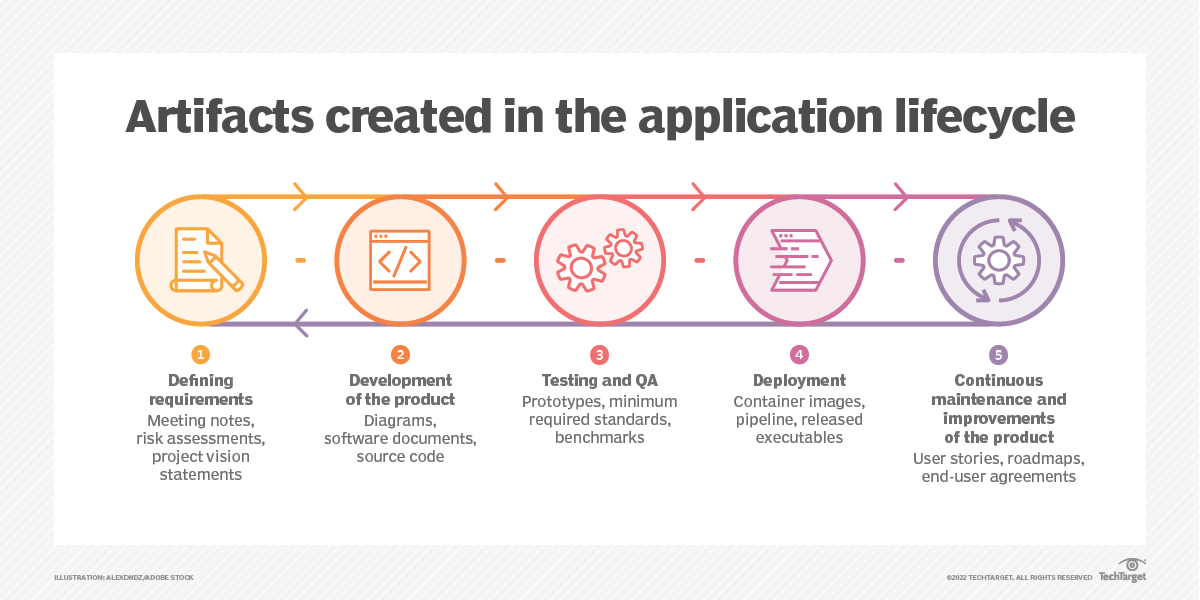 Artifacts created in the application lifecycle
1
Defining
requirements
Meeting notes,
risk assessments,
project vision
statements
2
Development
of the product
Diagrams,
software documents,
source code
3
Testing and QA
Prototypes, minimum
required standards,
benchmarks
4
Deployment
Container images,
pipeline, released
executables
5
Continuous
maintenance and
improvements
of the product
User stories, roadmaps,
end-user agreements
ILLUSTRATION: ALEXDNDZ/ADOBE STOCK
©2022 TECHTARGET. ALL RIGHTS RESERVED
TechTarget